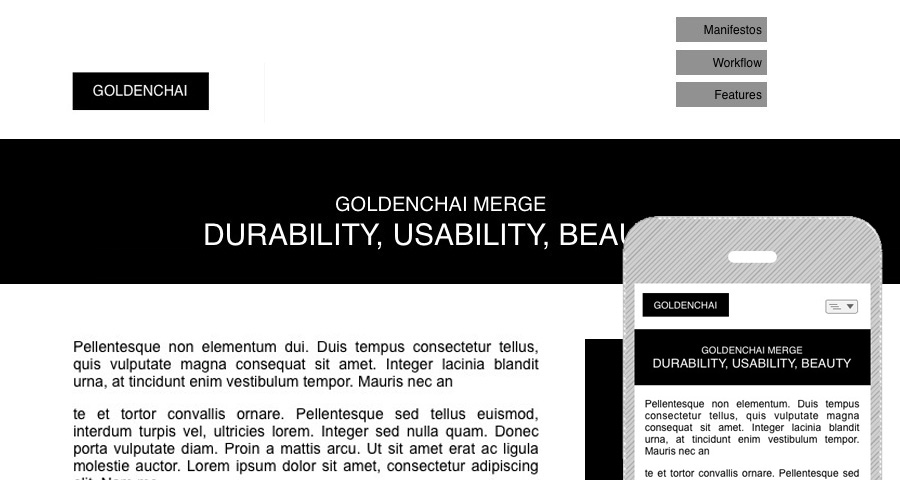 Manifestos
Workflow
Features
GOLDENCHAI
GOLDENCHAI MERGE
DURABILITY, USABILITY,
Pellentesque non elementum dui. Duis tempus consectetur tellus,
quis vulputate magna consequat sit amet. Integer lacinia blandit
urna, at tincidunt enim vestibulum tempor. Mauris nec an
te et tortor convallis ornare. Pellentesque sed tellus euismod,
interdum turpis vel, ultricies lorem. Integer sed nulla quam. Donec
porta vulputate diam. Proin a mattis arcu. Ut sit amet erat ac ligula
molestie auctor. Lorem ipsum dolor sit amet, consectetur adipiscing
GOLDENCHAI
GOLDENCHAI MERGE
DURABILITY, USABILITY, BEAUTY
Pellentesque non elementum. Duis tempus
consectetur tellus, quis vulputate magna
consequat sit amet. Integer lacinia blandit
urna, at tincidunt enim vestibulum tempor.
Mauris nec an
te et tortor convallis ornare. Pellentesque sed